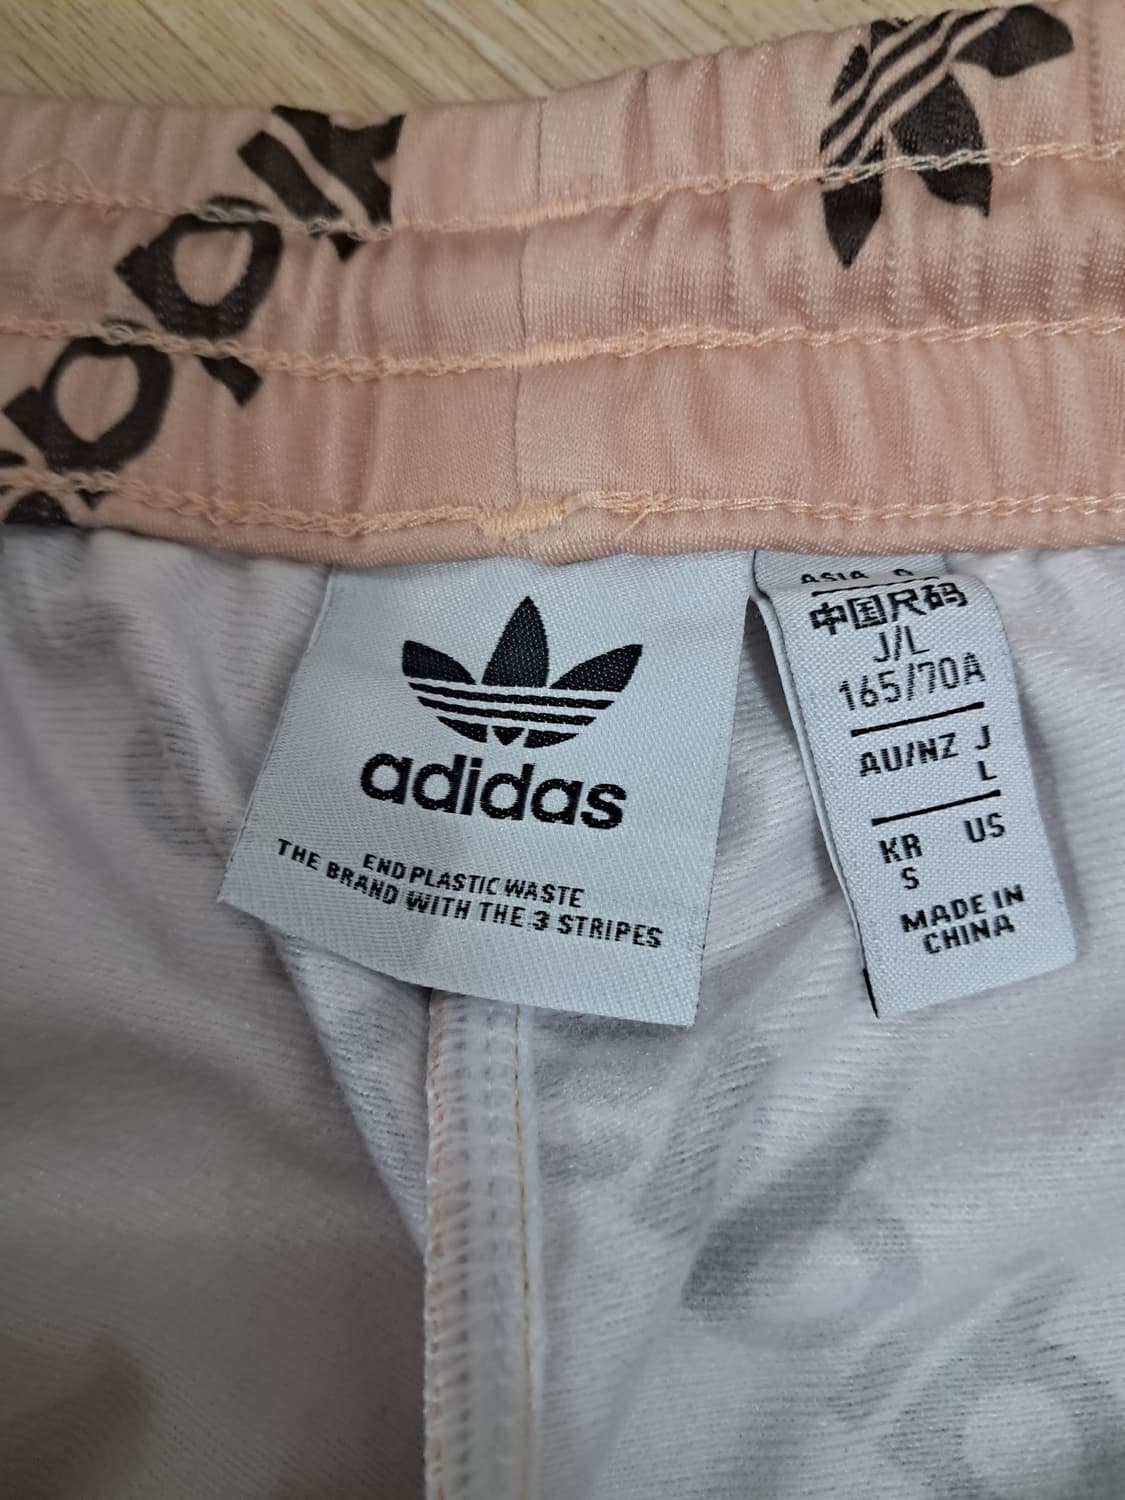 adidas
END PLASTIC WASTE
THE BRAND WITH THE 3 STRIPES
ASIA
中国尺码
J/L
165/70A
AU/NZ J
L
KR US
S
MADE IN
CHINA